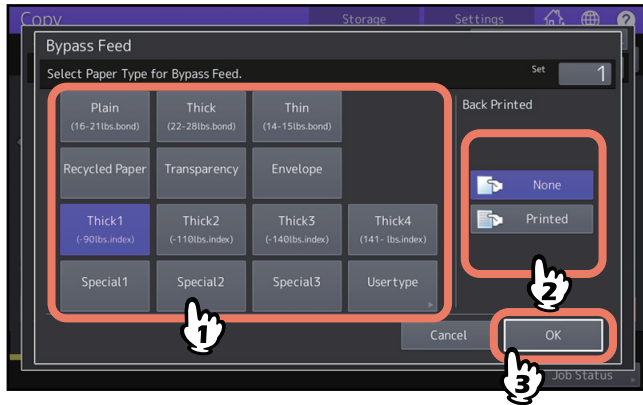 Copy Storage Settings ?
Bypass Feed
Select Paper Type for Bypass Feed. Set 1
Plain Thick Thin Back Printed
(16-21lbs.bond) (22-28lbs.bond) (14-15lbs.bond)
Recycled Paper Transparency Envelope
None
Thick1 Thick2 Thick3 Thick4 Printed
(-90lbs.index) (-110lbs.index) (-140lbs.index) (141- lbs.index)
Special1 Special2 Special3 Usertype
1 2
Cancel OK
3
Job Status